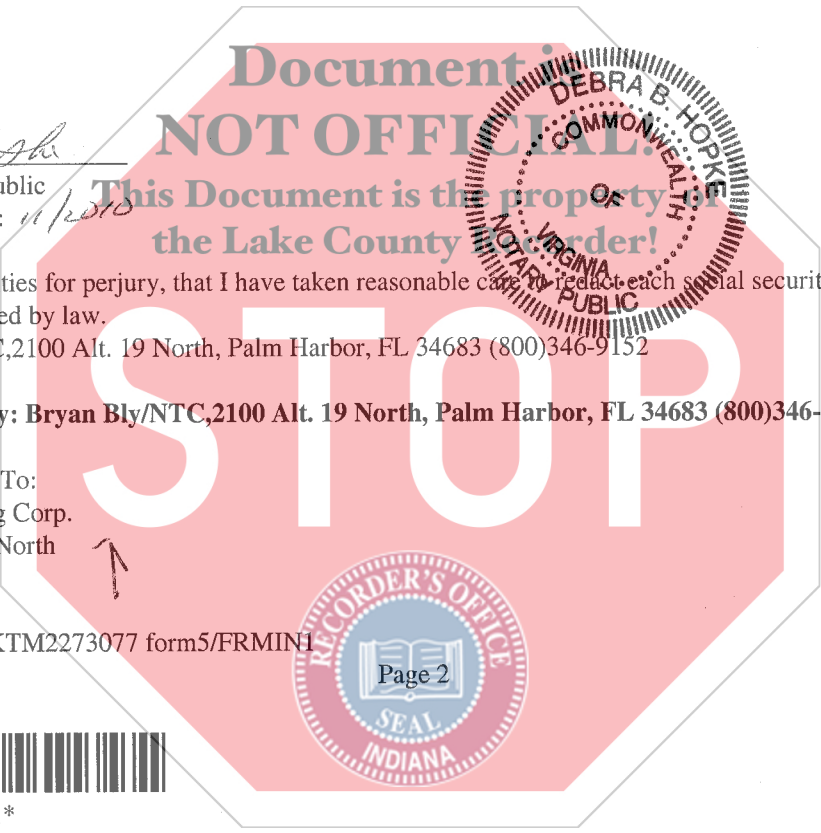 Document is
NOT OFFICIAL!
This Document is the property of
the Lake County Recorder!
DEBRA B. HOPKE
COMMONWEALTH
OF
VIRGINIA
NOTARY PUBLIC
ublic
: 11/2010
ties for perjury, that I have taken reasonable care to redact each social securit
ed by law.
C,2100 Alt. 19 North, Palm Harbor, FL 34683 (800)346-9152
y: Bryan Bly/NTC,2100 Alt. 19 North, Palm Harbor, FL 34683 (800)346-
To:
g Corp.
North
STOP
KTM2273077 form5/FRMIN1
RECORDER'S OFFICE
Page 2
SEAL
INDIANA
*